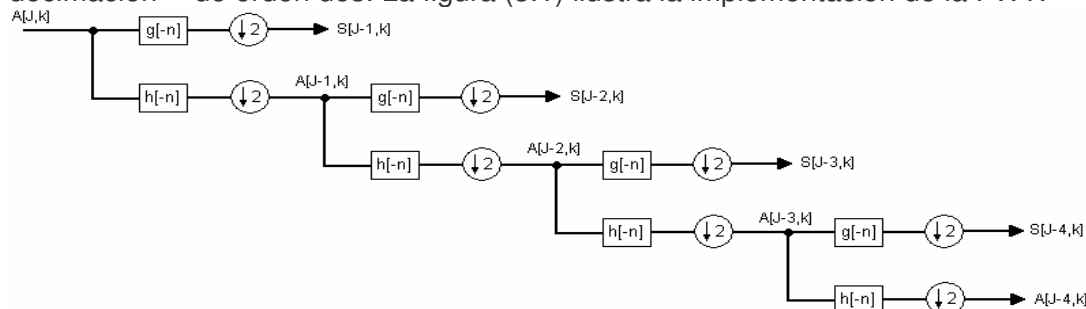 decimación de orden dos. La figura ilustra la implementación de la
A[J,k] g[-n] ↓2 S[J-1,k]
h[-n] ↓2 A[J-1,k] g[-n] ↓2 S[J-2,k]
h[-n] ↓2 A[J-2,k] g[-n] ↓2 S[J-3,k]
h[-n] ↓2 A[J-3,k] g[-n] ↓2 S[J-4,k]
h[-n] ↓2 A[J-4,k]